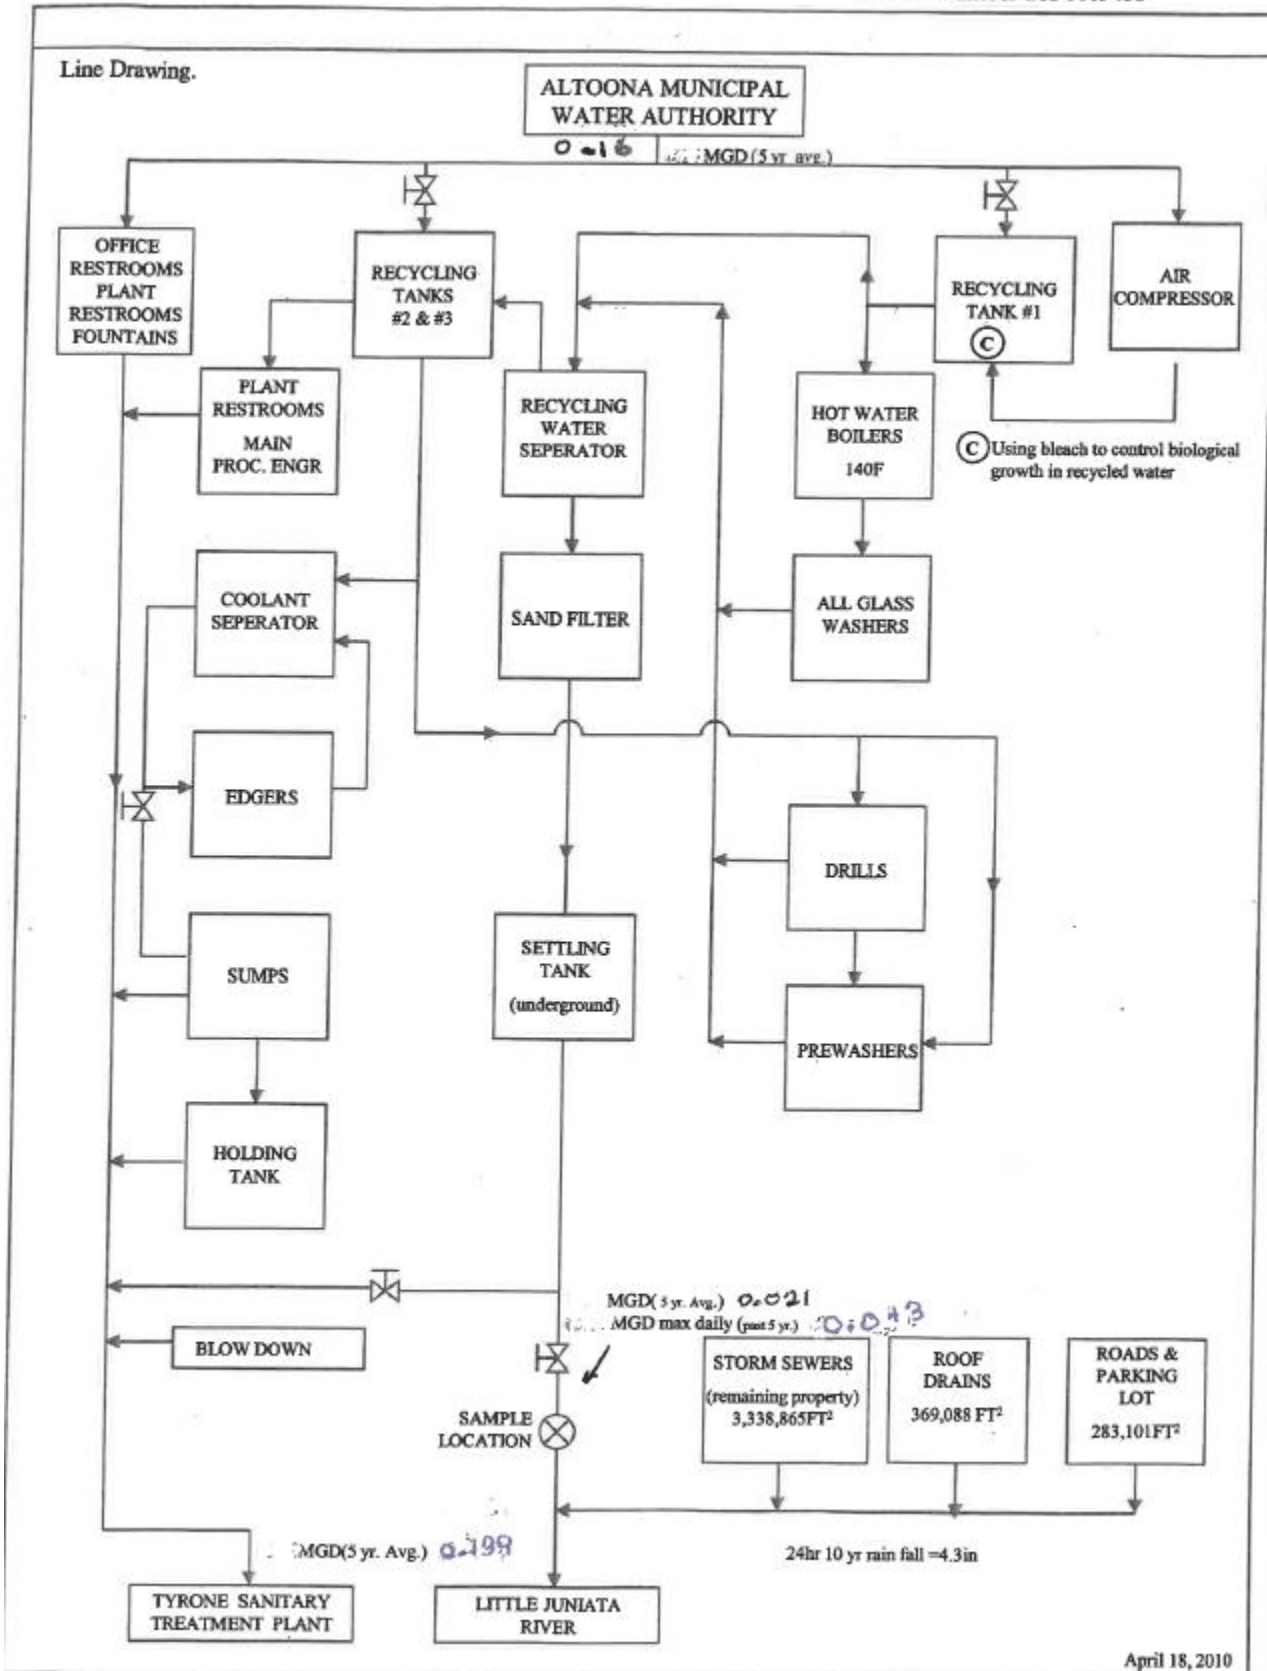 Line Drawing.
ALTOONA MUNICIPAL
WATER AUTHORITY
0.16 MGD (5 yr avg.)
OFFICE
RESTROOMS
PLANT
RESTROOMS
FOUNTAINS
RECYCLING
TANKS
#2 & #3
RECYCLING
TANK #1
C
AIR
COMPRESSOR
PLANT
RESTROOMS
MAIN
PROC. ENGR
RECYCLING
WATER
SEPERATOR
HOT WATER
BOILERS
140F
C Using bleach to control biological
growth in recycled water
COOLANT
SEPERATOR
SAND FILTER
ALL GLASS
WASHERS
EDGERS
DRILLS
SUMPS
SETTLING
TANK
(underground)
PREWASHERS
HOLDING
TANK
MGD( 5 yr. Avg.) 0.021
MGD max daily (past 5 yr.) 0.043
BLOW DOWN
STORM SEWERS
(remaining property)
3,338,865FT²
ROOF
DRAINS
369,088 FT²
ROADS &
PARKING
LOT
283,101FT²
SAMPLE
LOCATION
MGD(5 yr. Avg.)
24hr 10 yr rain fall =4.3in
TYRONE SANITARY
TREATMENT PLANT
LITTLE JUNIATA
RIVER
April 18, 2010